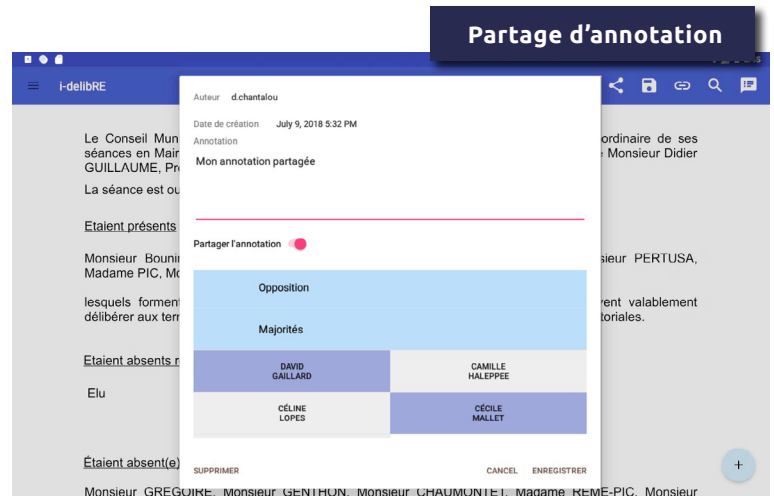 Partage d'annotation
i-delibRE
Auteur d.chantalou
Date de création July 9, 2018 5:32 PM
Annotation
Mon annotation partagée
Partager l'annotation
Opposition
Majorités
DAVID
GAILLARD
CAMILLE
HALEPPEE
CÉLINE
LOPES
CÉCILE
MALLET
SUPPRIMER CANCEL ENREGISTRER
Le Conseil Mun ordinaire de ses
séances en Mair Monsieur Didier
GUILLAUME, Pr
La séance est ou
Etaient présents
Monsieur Bounin sieur PERTUSA,
Madame PIC, Mo
lesquels forment vent valablement
délibérer aux terr toriales.
Etaient absents r
Elu
Étaient absent(e)
Monsieur GREGOIRE, Monsieur GENTHON, Monsieur CHAUMONTET, Madame REME-PIC, Monsieur